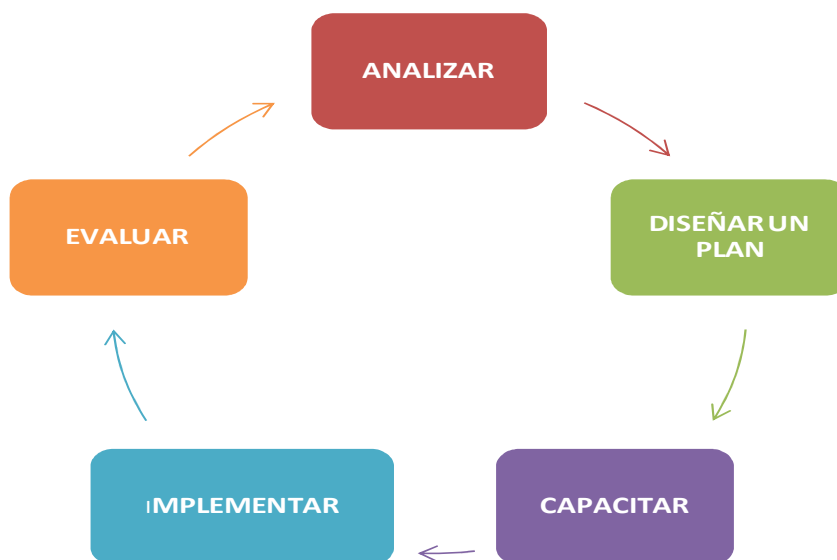 ANALIZAR
DISEÑAR UN
PLAN
CAPACITAR
IMPLEMENTAR
EVALUAR